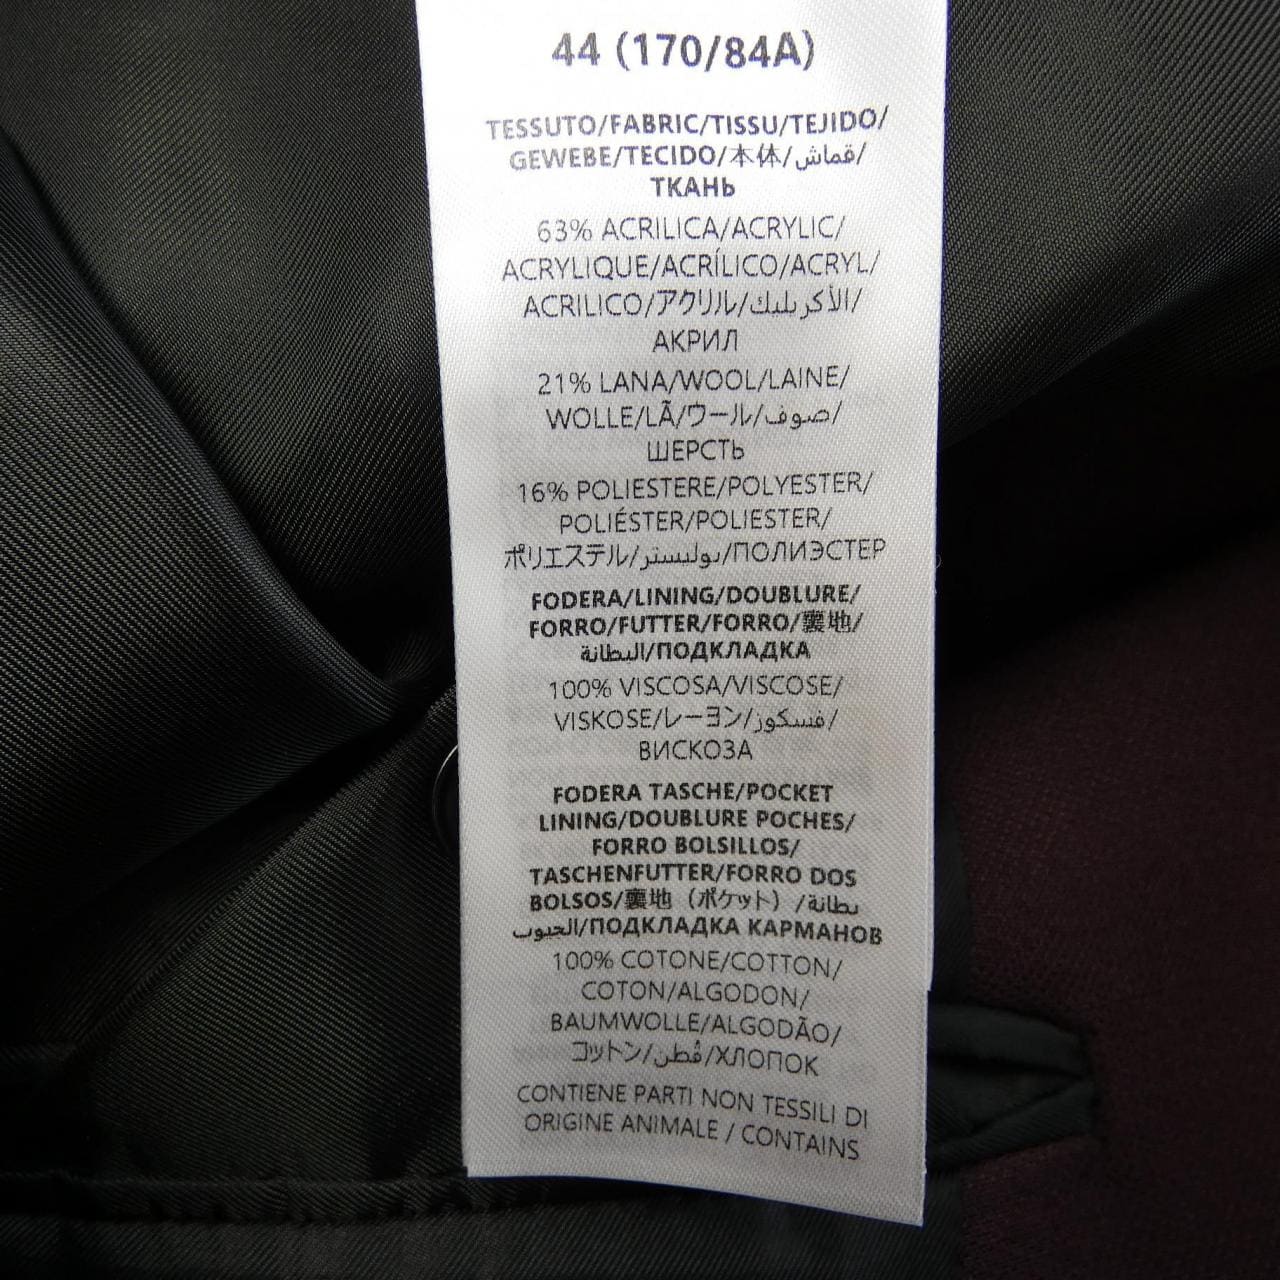 44 (170/84A)
TESSUTO/FABRIC/TISSU/TEJIDO/
GEWEBE/TECIDO/本体/قماش/
ТКАНЬ
63% ACRILICA/ACRYLIC/
ACRYLIQUE/ACRÍLICO/ACRYL/
ACRILICO/アクリル/الأكريليك/
АКРИЛ
21% LANA/WOOL/LAINE/
WOLLE/LÃ/ウール/صوف/
ШЕРСТЬ
16% POLIESTERE/POLYESTER/
POLIÉSTER/POLIESTER/
ポリエステル/بوليستر/ПОЛИЭСТЕР
FODERA/LINING/DOUBLURE/
FORRO/FUTTER/FORRO/裏地/
البطانة/ПОДКЛАДКА
100% VISCOSA/VISCOSE/
VISKOSE/レーヨン/فسكوز/
ВИСКОЗА
FODERA TASCHE/POCKET
LINING/DOUBLURE POCHES/
FORRO BOLSILLOS/
TASCHENFUTTER/FORRO DOS
BOLSOS/裏地（ポケット）/بطانة
الجيوب/ПОДКЛАДКА КАРМАНОВ
100% COTONE/COTTON/
COTON/ALGODON/
BAUMWOLLE/ALGODÃO/
コットン/قُطن/ХЛОПОК
CONTIENE PARTI NON TESSILI DI
ORIGINE ANIMALE / CONTAINS